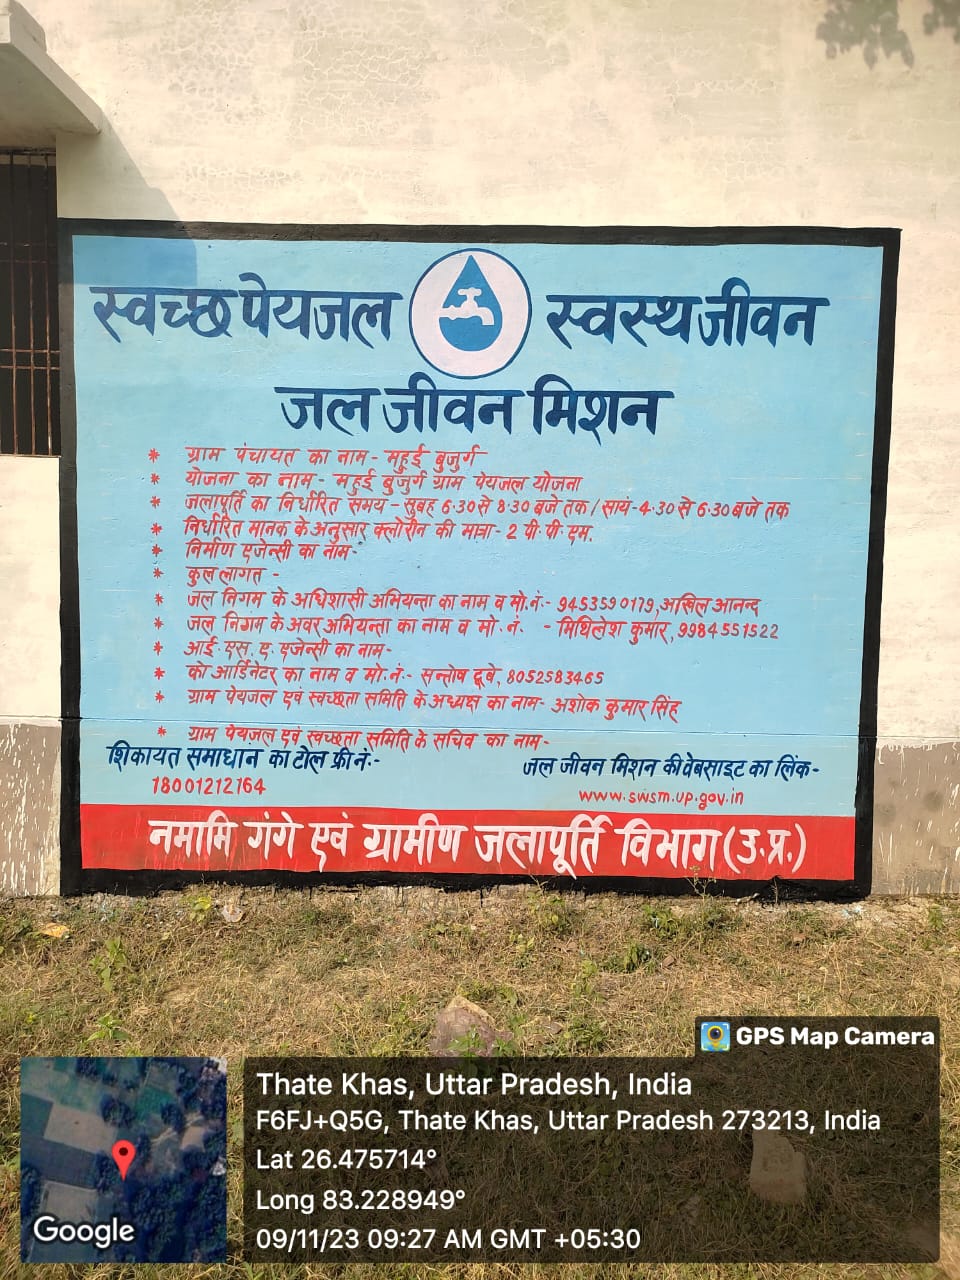 स्वच्छ पेयजल स्वस्थ जीवन
जल जीवन मिशन
* ग्राम पंचायत का नाम - महुई बुजुर्ग
* योजना का नाम - महुई बुजुर्ग ग्राम पेयजल योजना
* जलापूर्ति का निर्धारित समय - सुबह 6.30 से 8.30 बजे तक / सायं - 4.30 से 6.30 बजे तक
* निर्धारित मानक के अनुसार क्लोरीन की मात्रा - 2 पी.पी.एम.
* निर्माण एजेन्सी का नाम -
* कुल लागत -
* जल निगम के अधिशासी अभियन्ता का नाम व मो.नं:- 9453590179, अखिल आनन्द
* जल निगम के अवर अभियन्ता का नाम व मो.नं. - मिथिलेश कुमार, 9984551522
* आई.एस.ए. एजेन्सी का नाम -
* को आर्डिनेटर का नाम व मो.नं:- सन्तोष दूबे, 8052583465
* ग्राम पेयजल एवं स्वच्छता समिति के अध्यक्ष का नाम - अशोक कुमार सिंह
* ग्राम पेयजल एवं स्वच्छता समिति के सचिव का नाम -
शिकायत समाधान का टोल फ्री नं:-
18001212164
जल जीवन मिशन की वेबसाइट का लिंक -
www.swsm.up.gov.in
नमामि गंगे एवं ग्रामीण जलापूर्ति विभाग (उ.प्र.)
GPS Map Camera
Thate Khas, Uttar Pradesh, India
F6FJ+Q5G, Thate Khas, Uttar Pradesh 273213, India
Lat 26.475714°
Long 83.228949°
09/11/23 09:27 AM GMT +05:30
Google